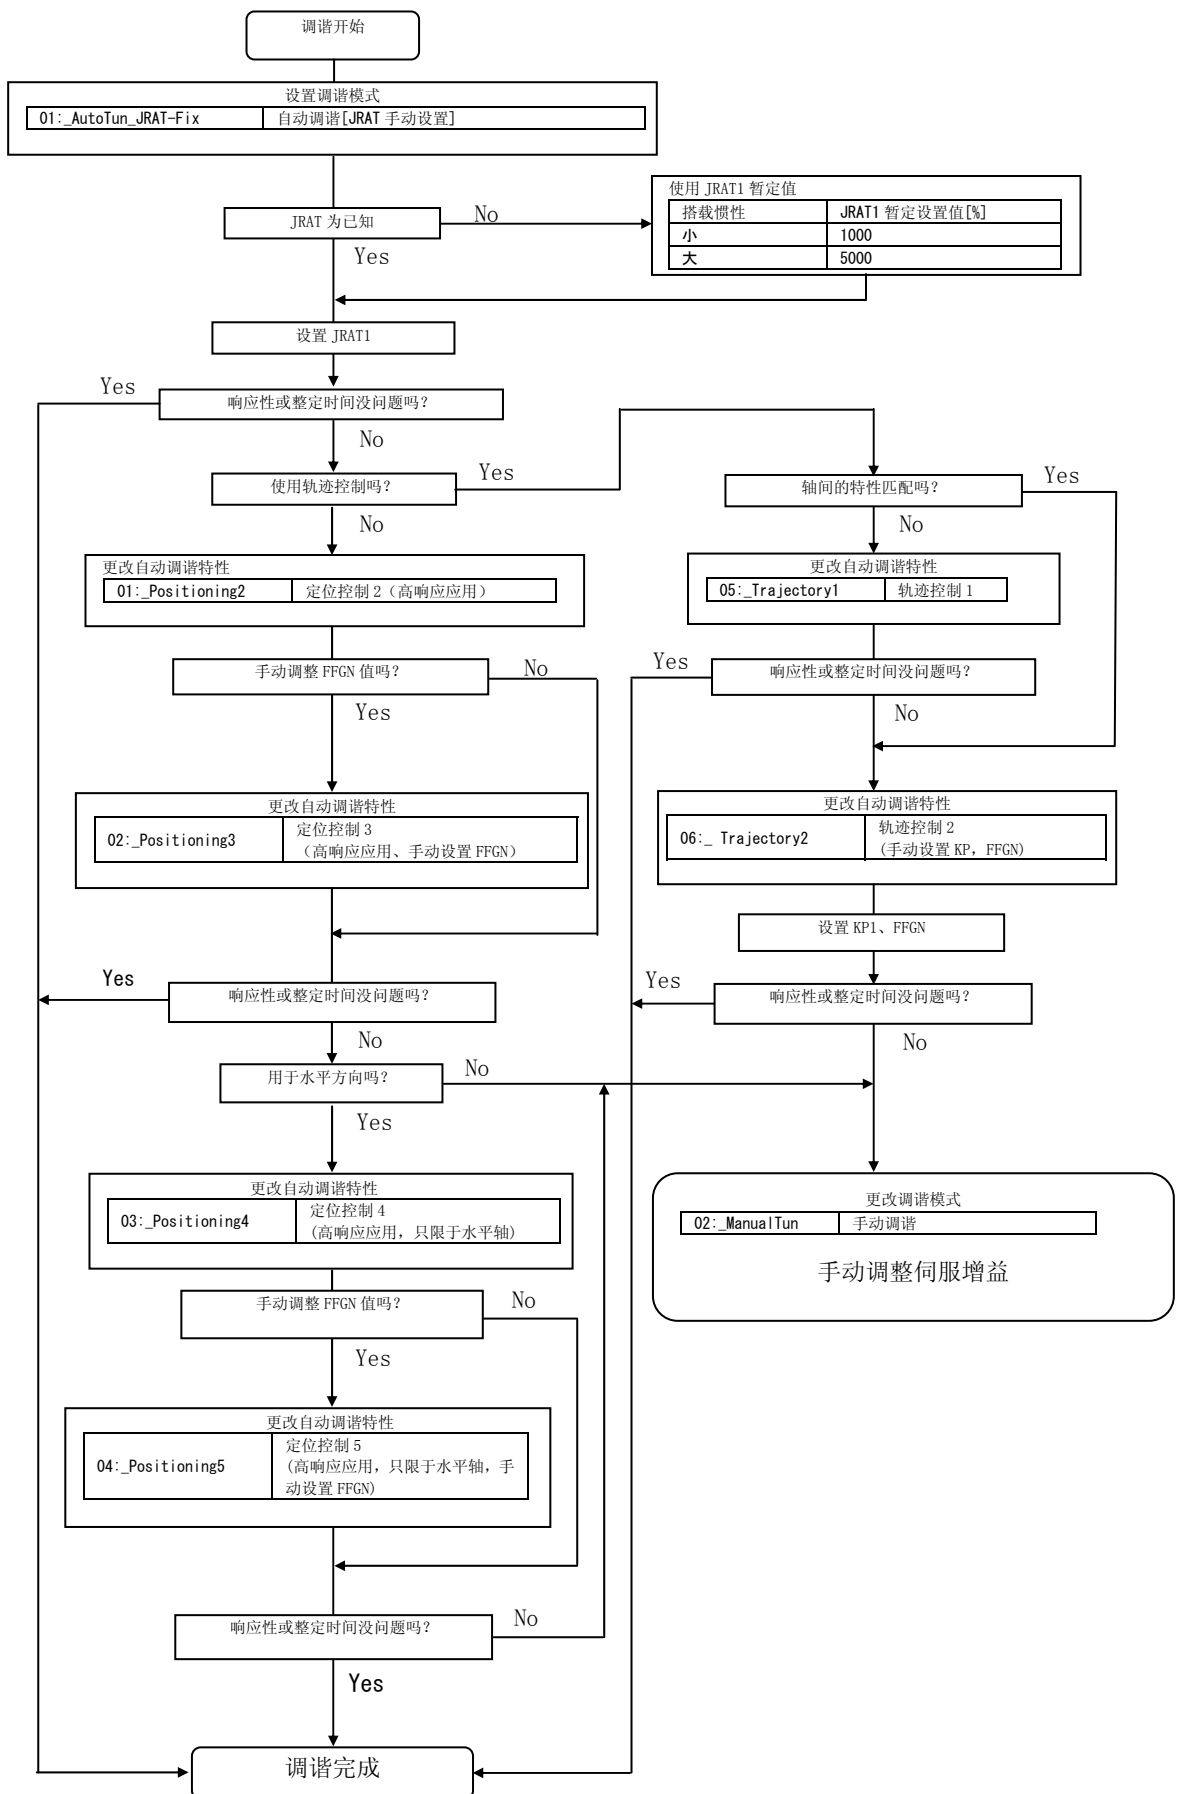 调谐开始
设置调谐模式
01:_AutoTun_JRAT-Fix 自动调谐[JRAT 手动设置]
JRAT 为已知
No
Yes
使用 JRAT1 暂定值
搭载惯性 JRAT1 暂定设置值[%]
小 1000
大 5000
设置 JRAT1
响应性或整定时间没问题吗？
Yes
No
使用轨迹控制吗？
Yes
No
轴间的特性匹配吗？
Yes
No
更改自动调谐特性
01:_Positioning2 定位控制 2（高响应应用）
更改自动调谐特性
05:_Trajectory1 轨迹控制 1
手动调整 FFGN 值吗？
No
Yes
响应性或整定时间没问题吗？
Yes
No
更改自动调谐特性
02:_Positioning3 定位控制 3
（高响应应用、手动设置 FFGN）
更改自动调谐特性
06:_ Trajectory2 轨迹控制 2
(手动设置 KP，FFGN)
设置 KP1、FFGN
响应性或整定时间没问题吗？
Yes
No
响应性或整定时间没问题吗？
Yes
No
用于水平方向吗？
No
Yes
更改自动调谐特性
03:_Positioning4 定位控制 4
(高响应应用，只限于水平轴)
更改调谐模式
02:_ManualTun 手动调谐
手动调整伺服增益
手动调整 FFGN 值吗？
No
Yes
更改自动调谐特性
04:_Positioning5 定位控制 5
(高响应应用，只限于水平轴，手
动设置 FFGN)
响应性或整定时间没问题吗？
No
Yes
调谐完成